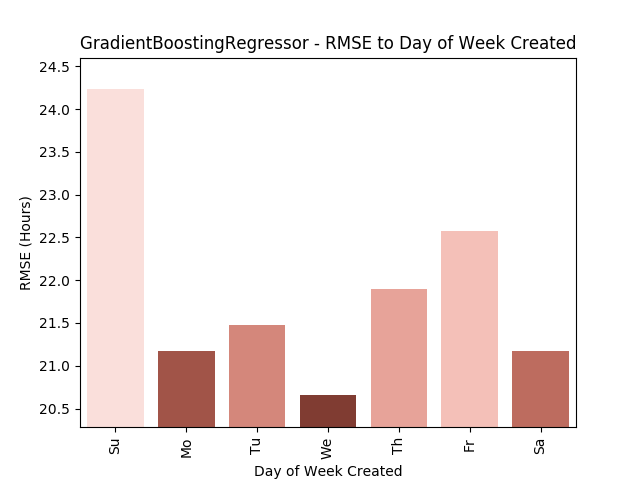 GradientBoostingRegressor - RMSE to Day of Week Created
24.5
24.0
23.5
23.0
22.5
22.0
21.5
21.0
20.5
RMSE (Hours)
Su
Mo
Tu
We
Th
Fr
Sa
Day of Week Created